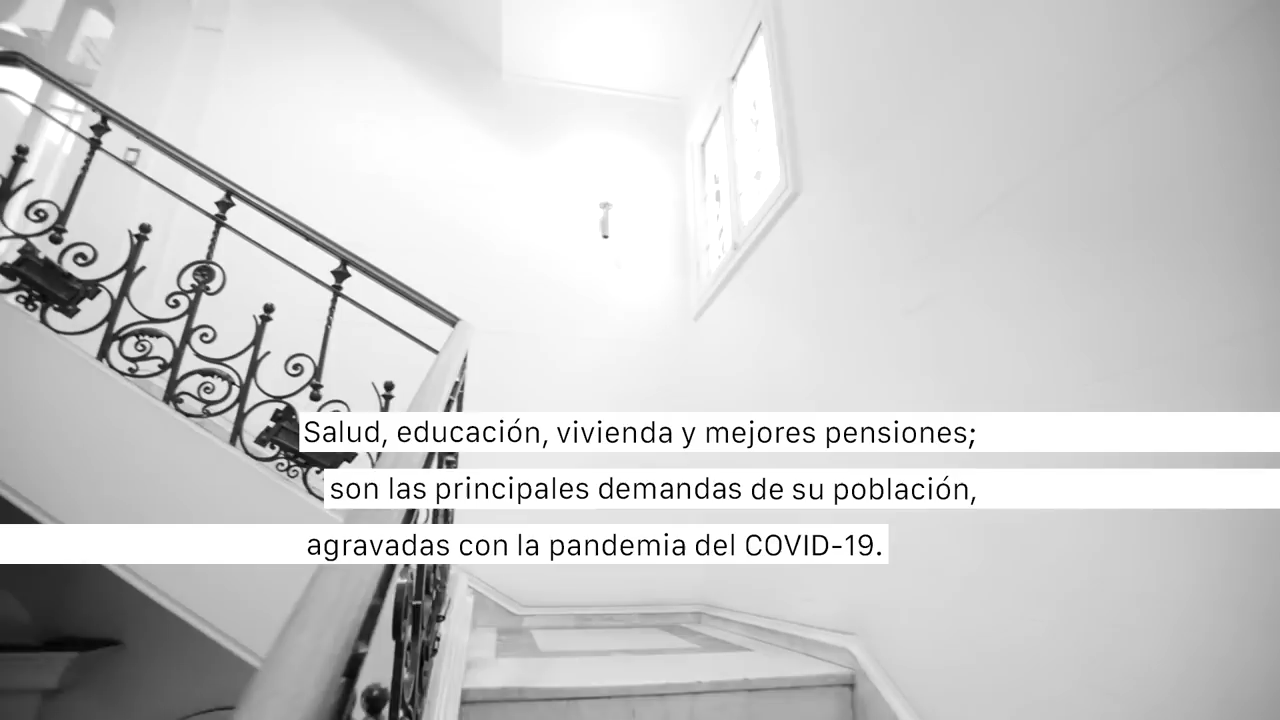 Salud, educación, vivienda y mejores pensiones;
son las principales demandas de su población,
agravadas con la pandemia del COVID-19.